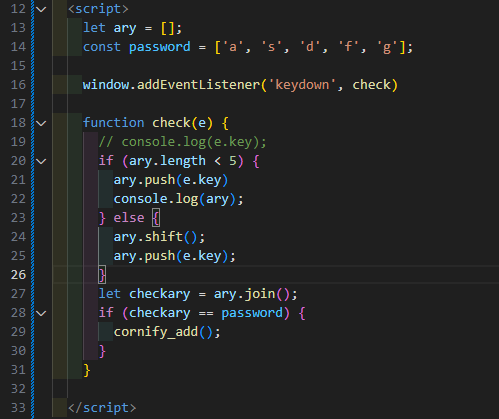 12 <script>
13 let ary = [];
14 const password = ['a', 's', 'd', 'f', 'g'];
15
16 window.addEventListener('keydown', check)
17
18 function check(e) {
19 // console.log(e.key);
20 if (ary.length < 5) {
21 ary.push(e.key)
22 console.log(ary);
23 } else {
24 ary.shift();
25 ary.push(e.key);
26 }
27 let checkary = ary.join();
28 if (checkary == password) {
29 cornify_add();
30 }
31 }
32
33 </script>